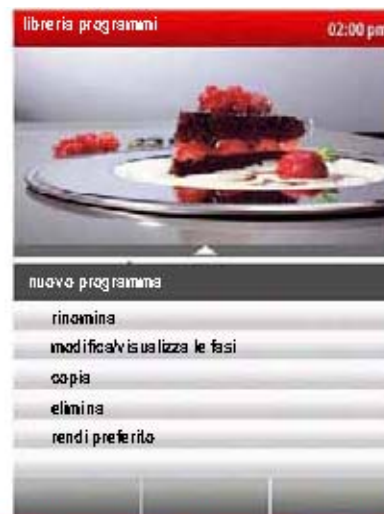 libreria programmi
02:00 pm
nuovo programma
rinomina
modifica/visualizza le fasi
copia
elimina
rendi preferito